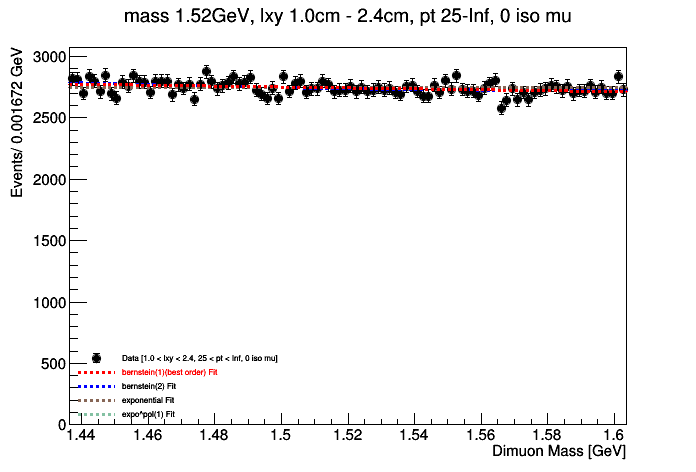 mass 1.52GeV, lxy 1.0cm - 2.4cm, pt 25-Inf, 0 iso mu
Events/ 0.001672 GeV
3000
2500
2000
1500
1000
500
0
Data [1.0 < lxy < 2.4, 25 < pt < Inf, 0 iso mu]
bernstein(1)(best order) Fit
bernstein(2) Fit
exponential Fit
expo^pol(1) Fit
1.44 1.46 1.48 1.5 1.52 1.54 1.56 1.58 1.6
Dimuon Mass [GeV]